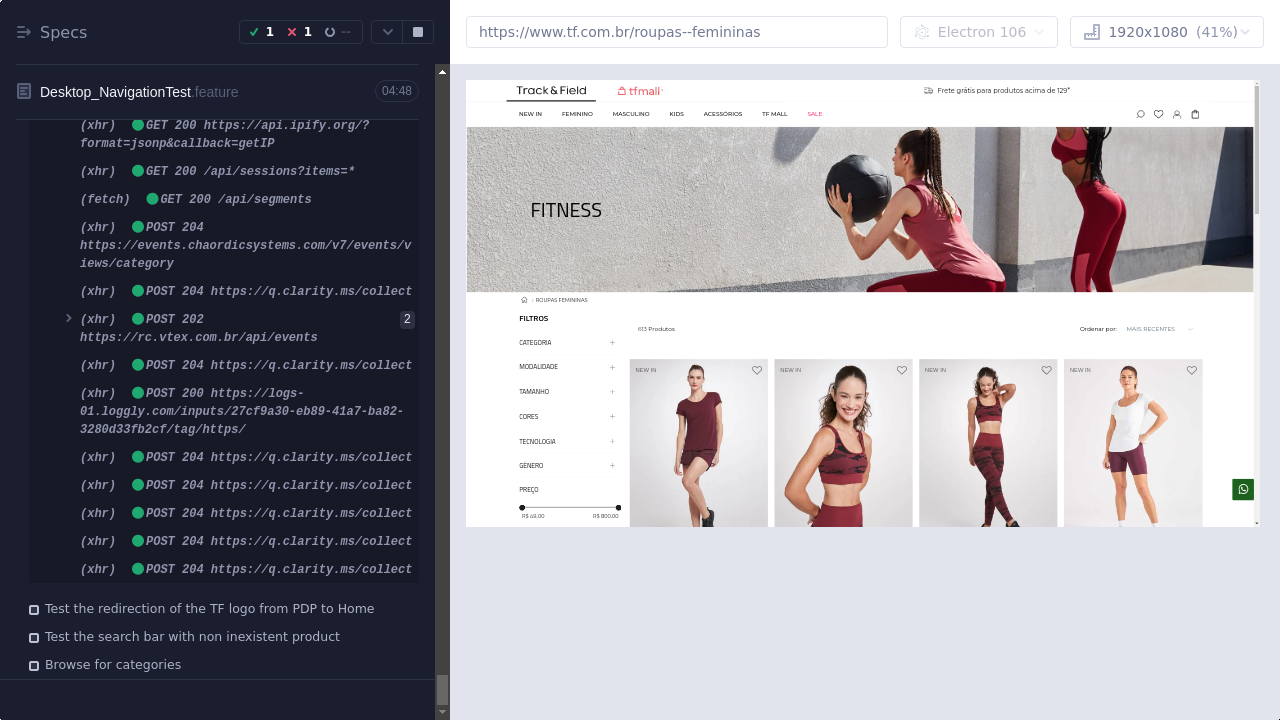 Specs
1
1
--
Desktop_NavigationTest.feature
04:48
(xhr) GET 200 https://api.ipify.org/?
format=jsonp&callback=getIP
(xhr) GET 200 /api/sessions?items=*
(fetch) GET 200 /api/segments
(xhr) POST 204
https://events.chaordicsystems.com/v7/events/v
iews/category
(xhr) POST 204 https://q.clarity.ms/collect
(xhr) POST 202
2
https://rc.vtex.com.br/api/events
(xhr) POST 204 https://q.clarity.ms/collect
(xhr) POST 200 https://logs-
01.loggly.com/inputs/27cf9a30-eb89-41a7-ba82-
3280d33fb2cf/tag/https/
(xhr) POST 204 https://q.clarity.ms/collect
(xhr) POST 204 https://q.clarity.ms/collect
(xhr) POST 204 https://q.clarity.ms/collect
(xhr) POST 204 https://q.clarity.ms/collect
(xhr) POST 204 https://q.clarity.ms/collect
Test the redirection of the TF logo from PDP to Home
Test the search bar with non inexistent product
Browse for categories
https://www.tf.com.br/roupas--femininas
Electron 106
1920x1080 (41%)
Track&Field
tfmall
Frete grátis para produtos acima de 129*
NEW IN FEMININO MASCULINO KIDS ACESSÓRIOS TF MALL SALE
FITNESS
ROUPAS FEMININAS
FILTROS
613 Produtos
Ordenar por: MAIS RECENTES
CATEGORIA +
MODALIDADE +
TAMANHO +
CORES +
TECNOLOGIA +
GÊNERO +
PREÇO
R$ 49,00 R$ 800,00
NEW IN
NEW IN
NEW IN
NEW IN